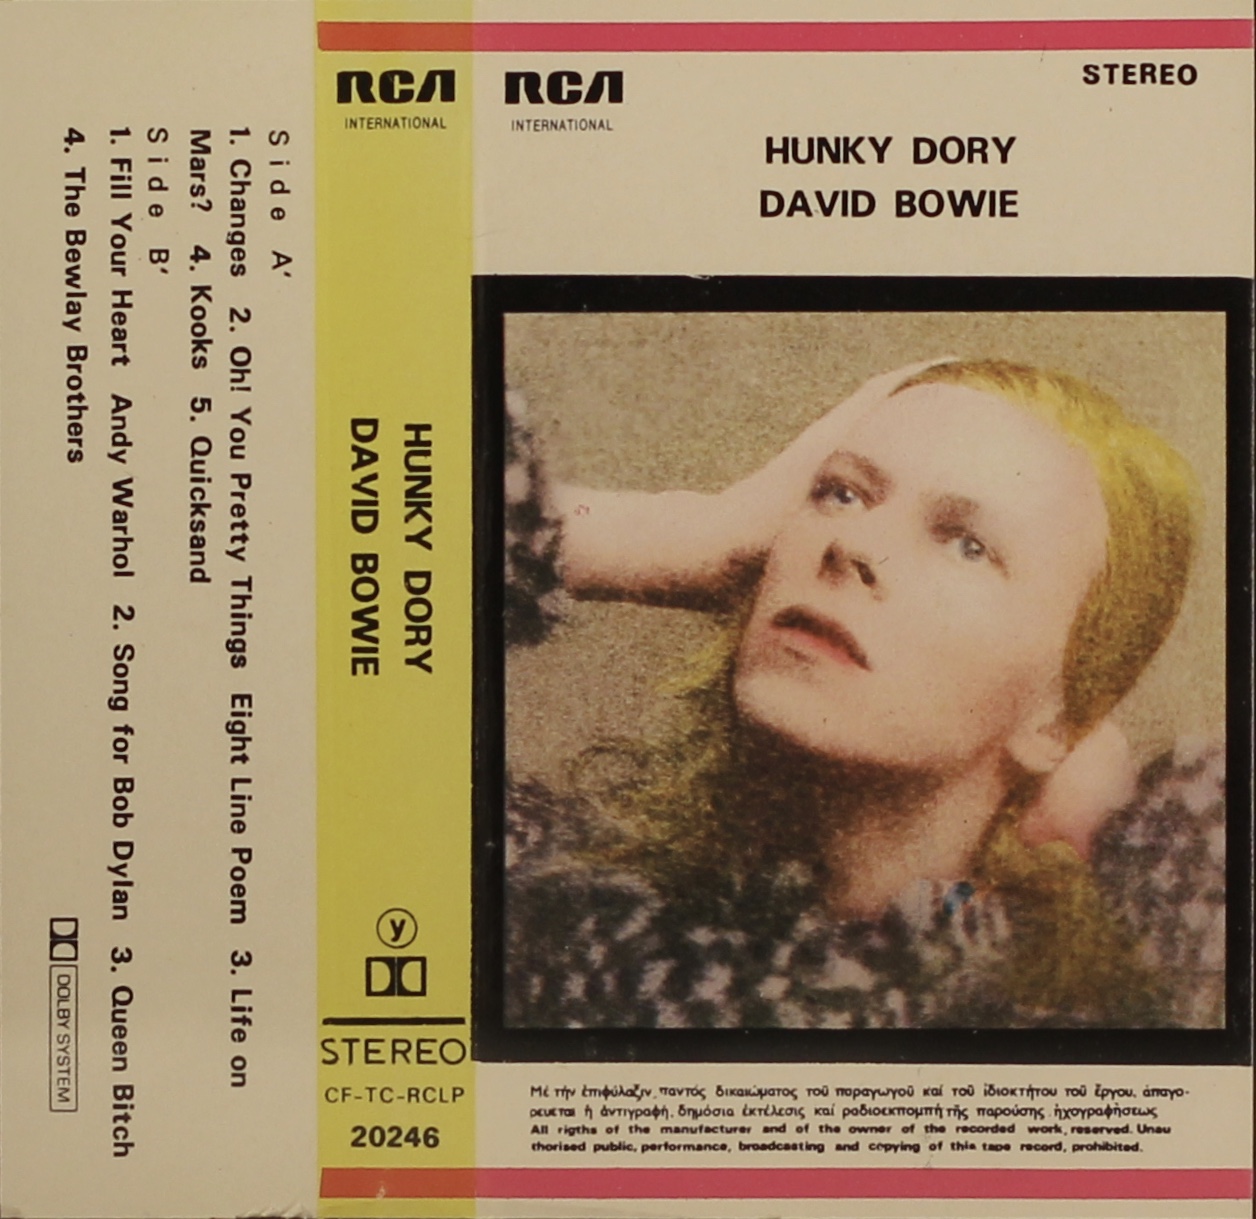 RCA
INTERNATIONAL
STEREO
HUNKY DORY
DAVID BOWIE
Μέ τήν ἐπιφύλαξιν, παντός δικαιώματος τοῦ παραγωγοῦ καί τοῦ ἰδιοκτήτου τοῦ ἔργου, ἀπαγο-
ρευεται ἡ ἀντιγραφή, δημόσια ἐκτέλεσις καί ραδιοεκπομπή τῆς παρούσης ἠχογραφήσεως
All rigths of the manufacturer and of the owner of the recorded work, reserved. Unau
thorised public, performance, broadcasting and copying of this tape record, prohibited.
RCA
INTERNATIONAL
HUNKY DORY
DAVID BOWIE
y
STEREO
CF-TC-RCLP
20246
Side A'
1. Changes 2. Oh! You Pretty Things Eight Line Poem 3. Life on
Mars? 4. Kooks 5. Quicksand
Side B'
1. Fill Your Heart Andy Warhol 2. Song for Bob Dylan 3. Queen Bitch
4. The Bewlay Brothers
DOLBY SYSTEM